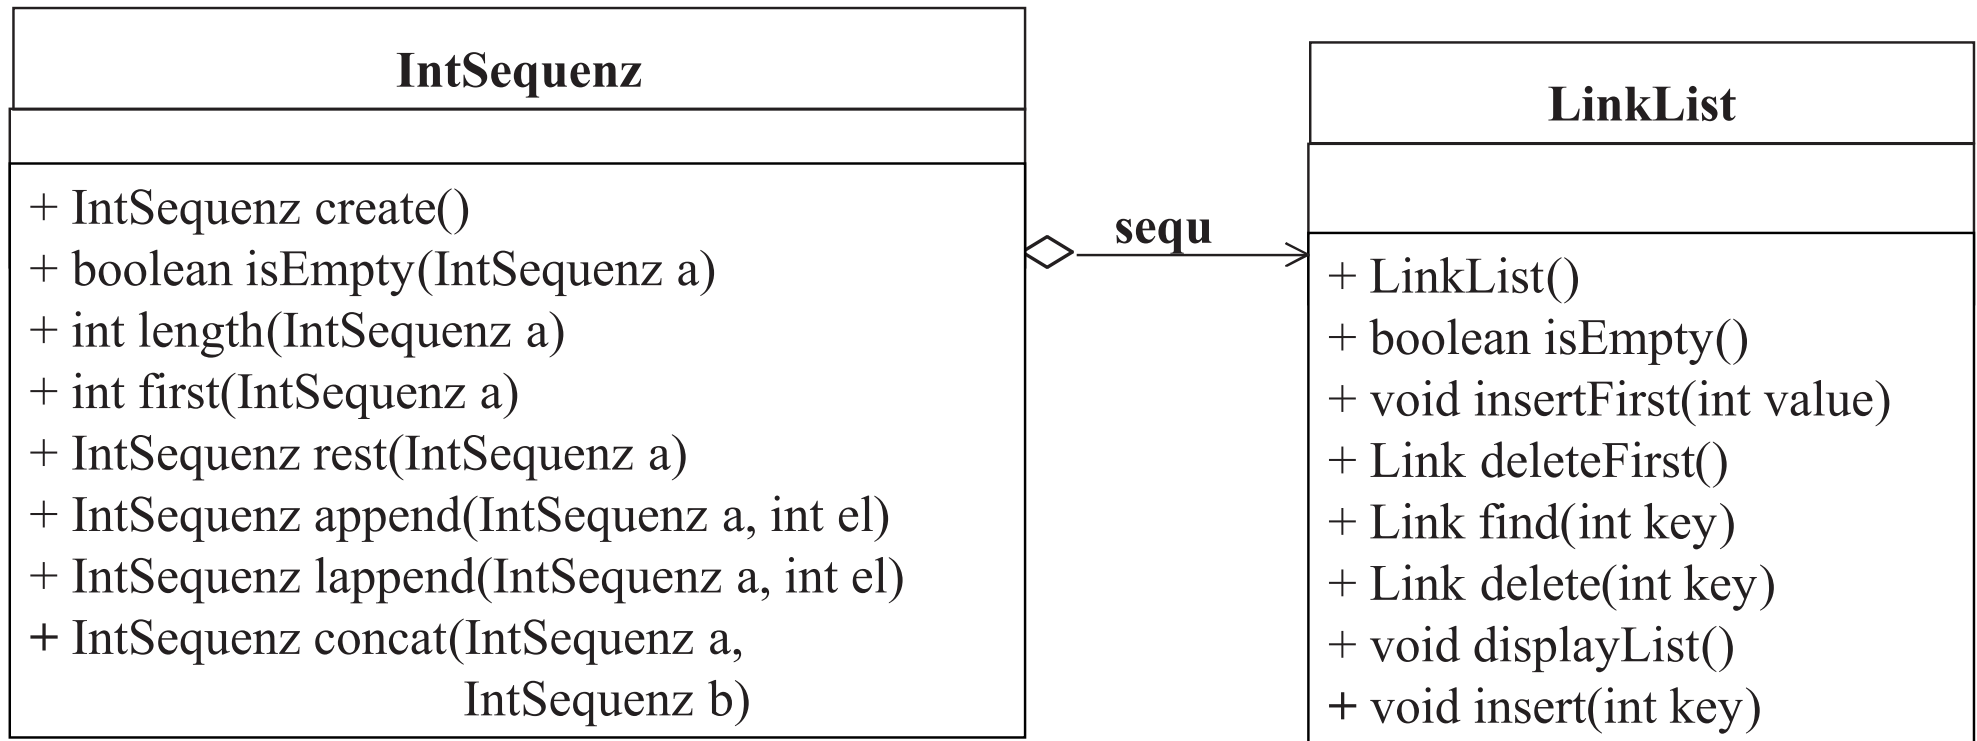 IntSequenz
+ IntSequenz create()
+ boolean isEmpty(IntSequenz a)
+ int length(IntSequenz a)
+ int first(IntSequenz a)
+ IntSequenz rest(IntSequenz a)
+ IntSequenz append(IntSequenz a, int el)
+ IntSequenz lappend(IntSequenz a, int el)
+ IntSequenz concat(IntSequenz a,
IntSequenz b)
sequ
LinkList
+ LinkList()
+ boolean isEmpty()
+ void insertFirst(int value)
+ Link deleteFirst()
+ Link find(int key)
+ Link delete(int key)
+ void displayList()
+ void insert(int key)